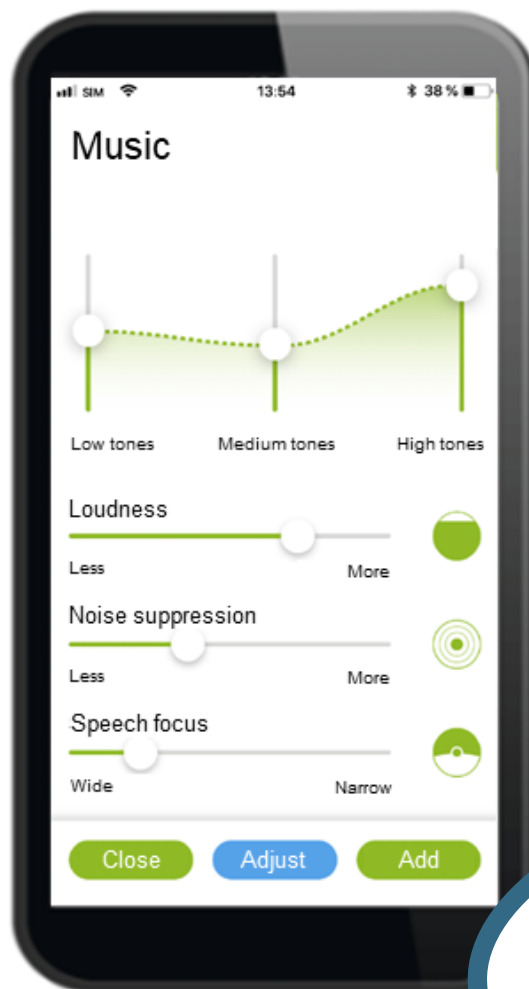 SIM 13:54 38 %
Music
Low tones Medium tones High tones
Loudness
Less More
Noise suppression
Less More
Speech focus
Wide Narrow
Close Adjust Add